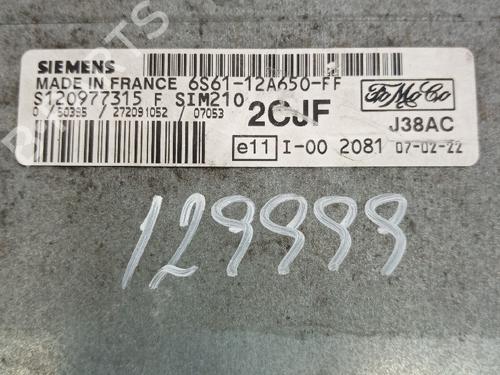 SIEMENS
MADE IN FRANCE 6S61-12A650-FF
S120977315 F SIM210
0 /50395 / 272091052 / 07053
2CJF
FoMoCo
J38AC
e11 I-00 2081 07-02-22
129999